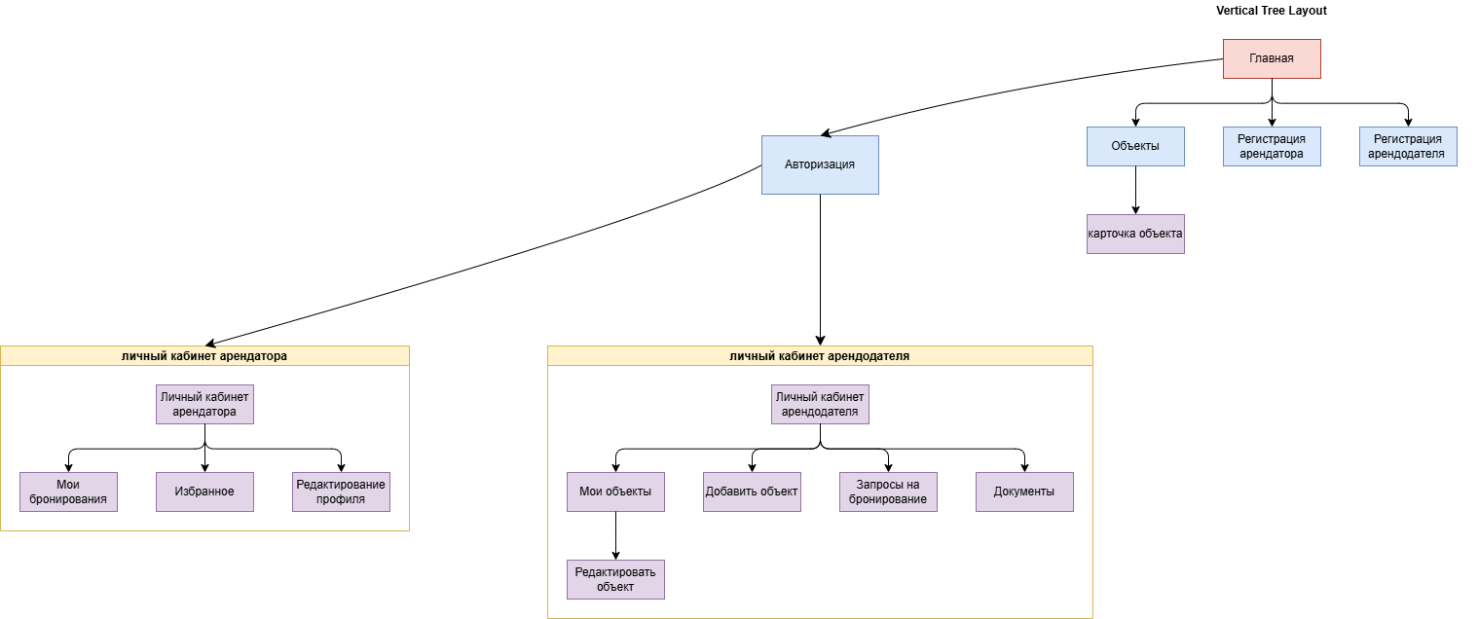 Vertical Tree Layout
Главная
Объекты
Регистрация
арендатора
Регистрация
арендодателя
Авторизация
карточка объекта
личный кабинет арендатора
Личный кабинет
арендатора
Мои
бронирования
Избранное
Редактирование
профиля
личный кабинет арендодателя
Личный кабинет
арендодателя
Мои объекты
Добавить объект
Запросы на
бронирование
Документы
Редактировать
объект